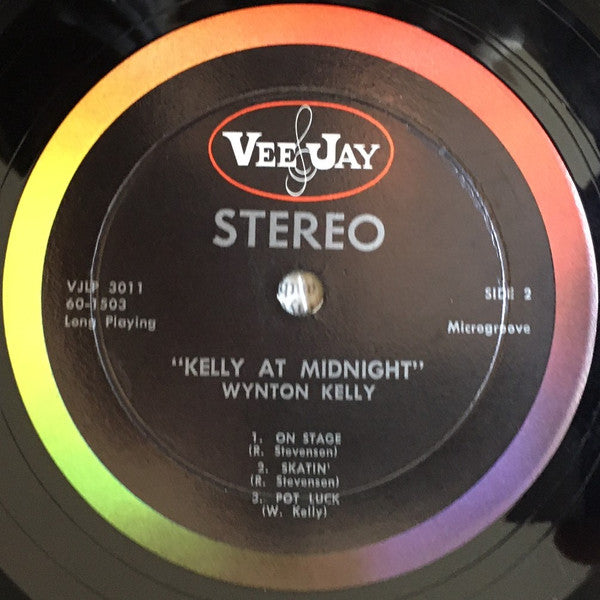 VEE JAY
STEREO
VJLP 3011
60-1503
Long Playing
SIDE 2
Microgroove
"KELLY AT MIDNIGHT"
WYNTON KELLY
1. ON STAGE
(R. Stevenson)
2. SKATIN'
(R. Stevenson)
3. POT LUCK
(W. Kelly)